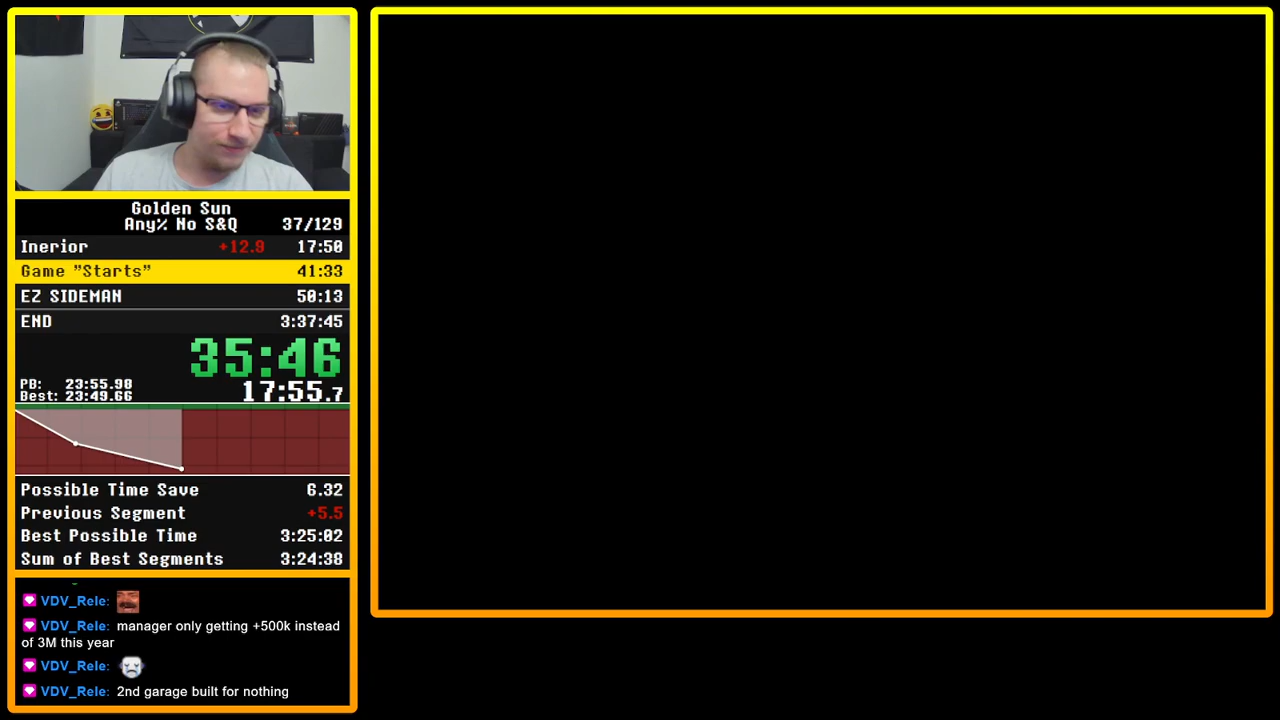 Golden Sun
Any% No S&Q 37/129
Inerior +12.9 17:50
Game "Starts" 41:33
EZ SIDEMAN 50:13
END 3:37:45
35:46
PB: 23:55.90 17:55.7
Best: 23:49.66
Possible Time Save 6.32
Previous Segment +5.5
Best Possible Time 3:25:02
Sum of Best Segments 3:24:38
VDV_Rele:
VDV_Rele: manager only getting +500k instead
of 3M this year
VDV_Rele:
VDV_Rele: 2nd garage built for nothing